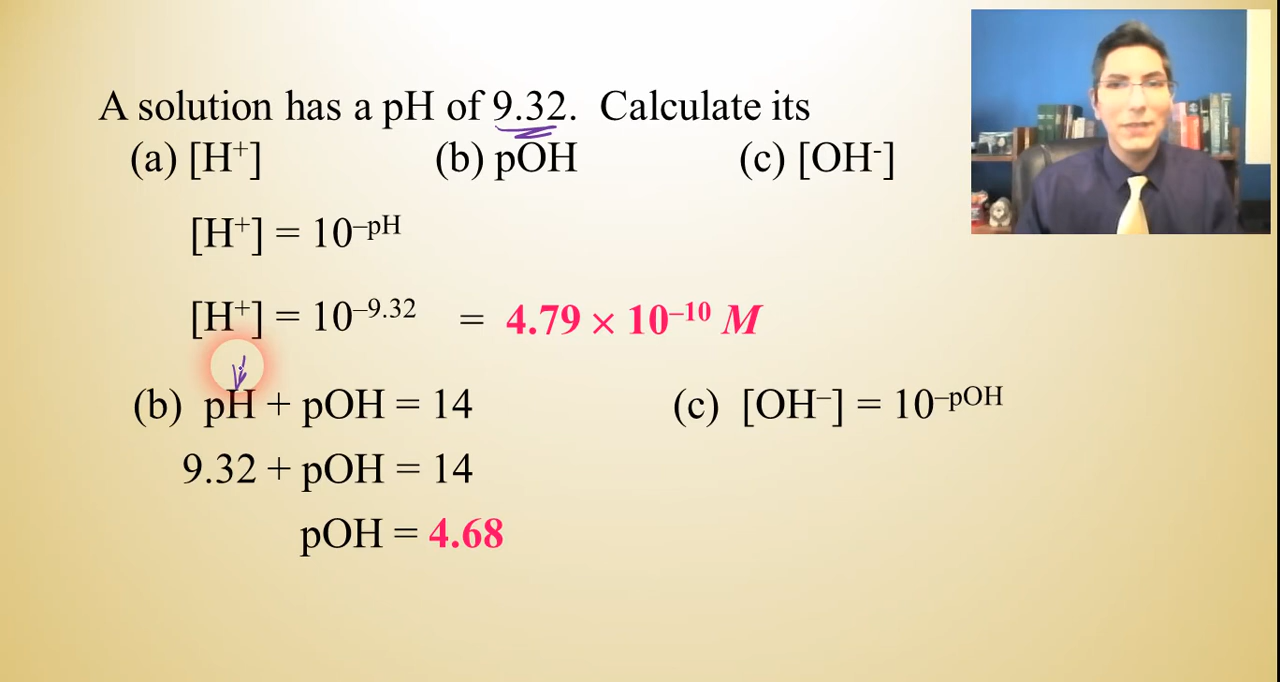 A solution has a pH of 9.32. Calculate its
(a) [H⁺] (b) pOH (c) [OH⁻]
[H⁺] = 10⁻ᵖᴴ
[H⁺] = 10⁻⁹·³² = 4.79 × 10⁻¹⁰ M
(b) pH + pOH = 14 (c) [OH⁻] = 10⁻ᵖᴼᴴ
9.32 + pOH = 14
pOH = 4.68